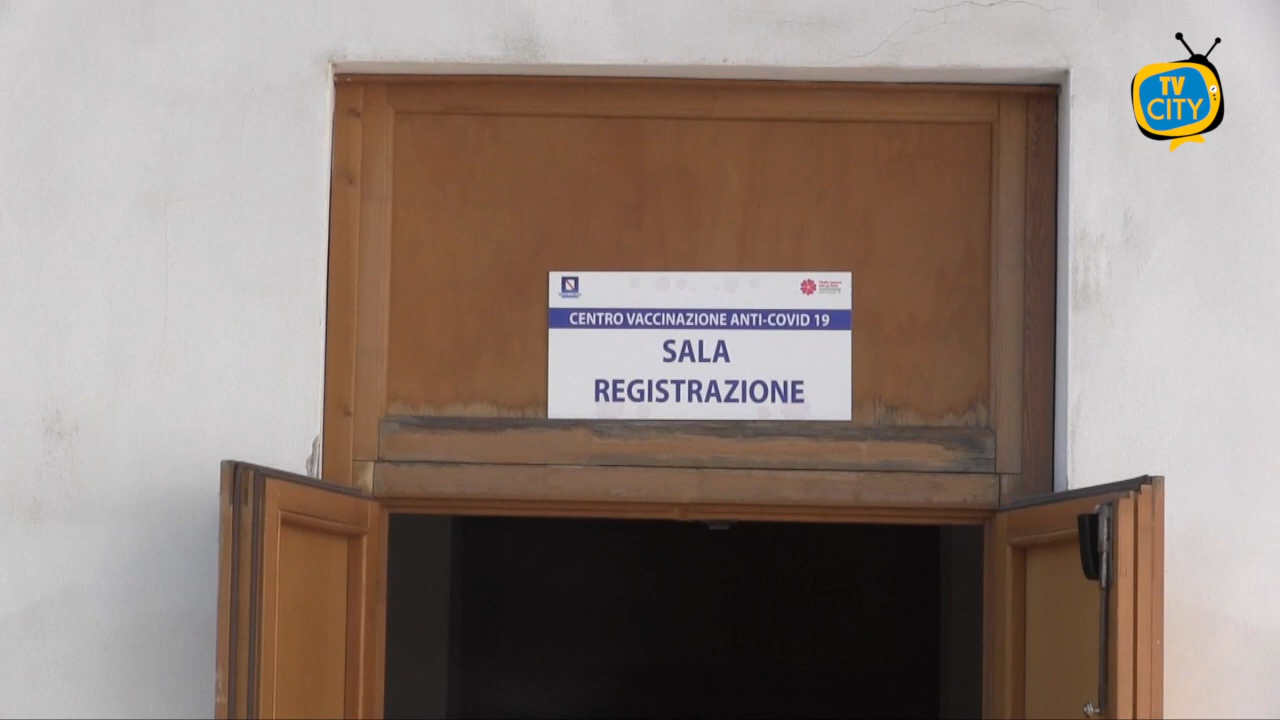 TV
CITY
CENTRO VACCINAZIONE ANTI-COVID 19
SALA
REGISTRAZIONE